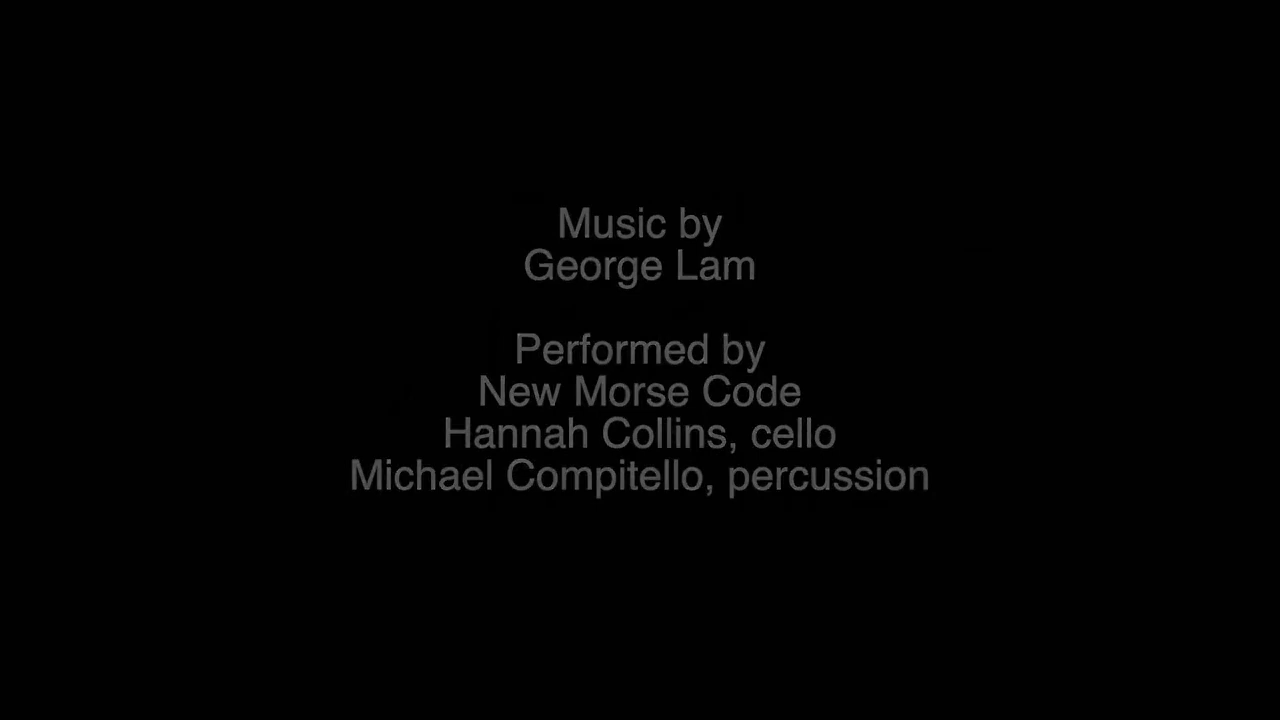 Music by
George Lam
Performed by
New Morse Code
Hannah Collins, cello
Michael Compitello, percussion